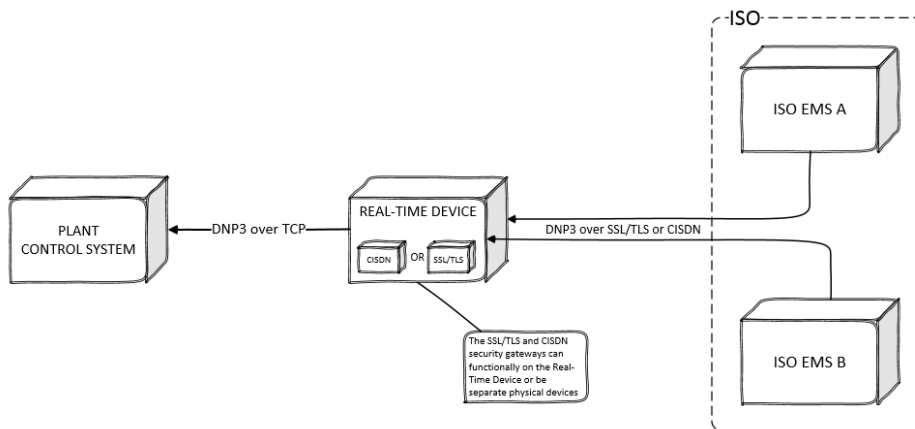 ISO
ISO EMS A
PLANT
CONTROL SYSTEM
DNP3 over TCP
REAL-TIME DEVICE
CISDN
OR
SSL/TLS
DNP3 over SSL/TLS or CISDN
The SSL/TLS and CISDN
security gateways can
functionally on the Real-
Time Device or be
separate physical devices
ISO EMS B